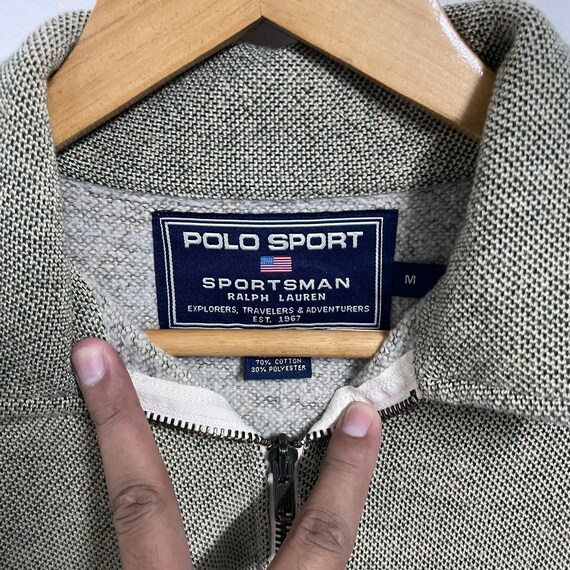 POLO SPORT
SPORTSMAN
RALPH LAUREN
EXPLORERS, TRAVELERS & ADVENTURERS
EST. 1967
M
70% COTTON
30% POLYESTER